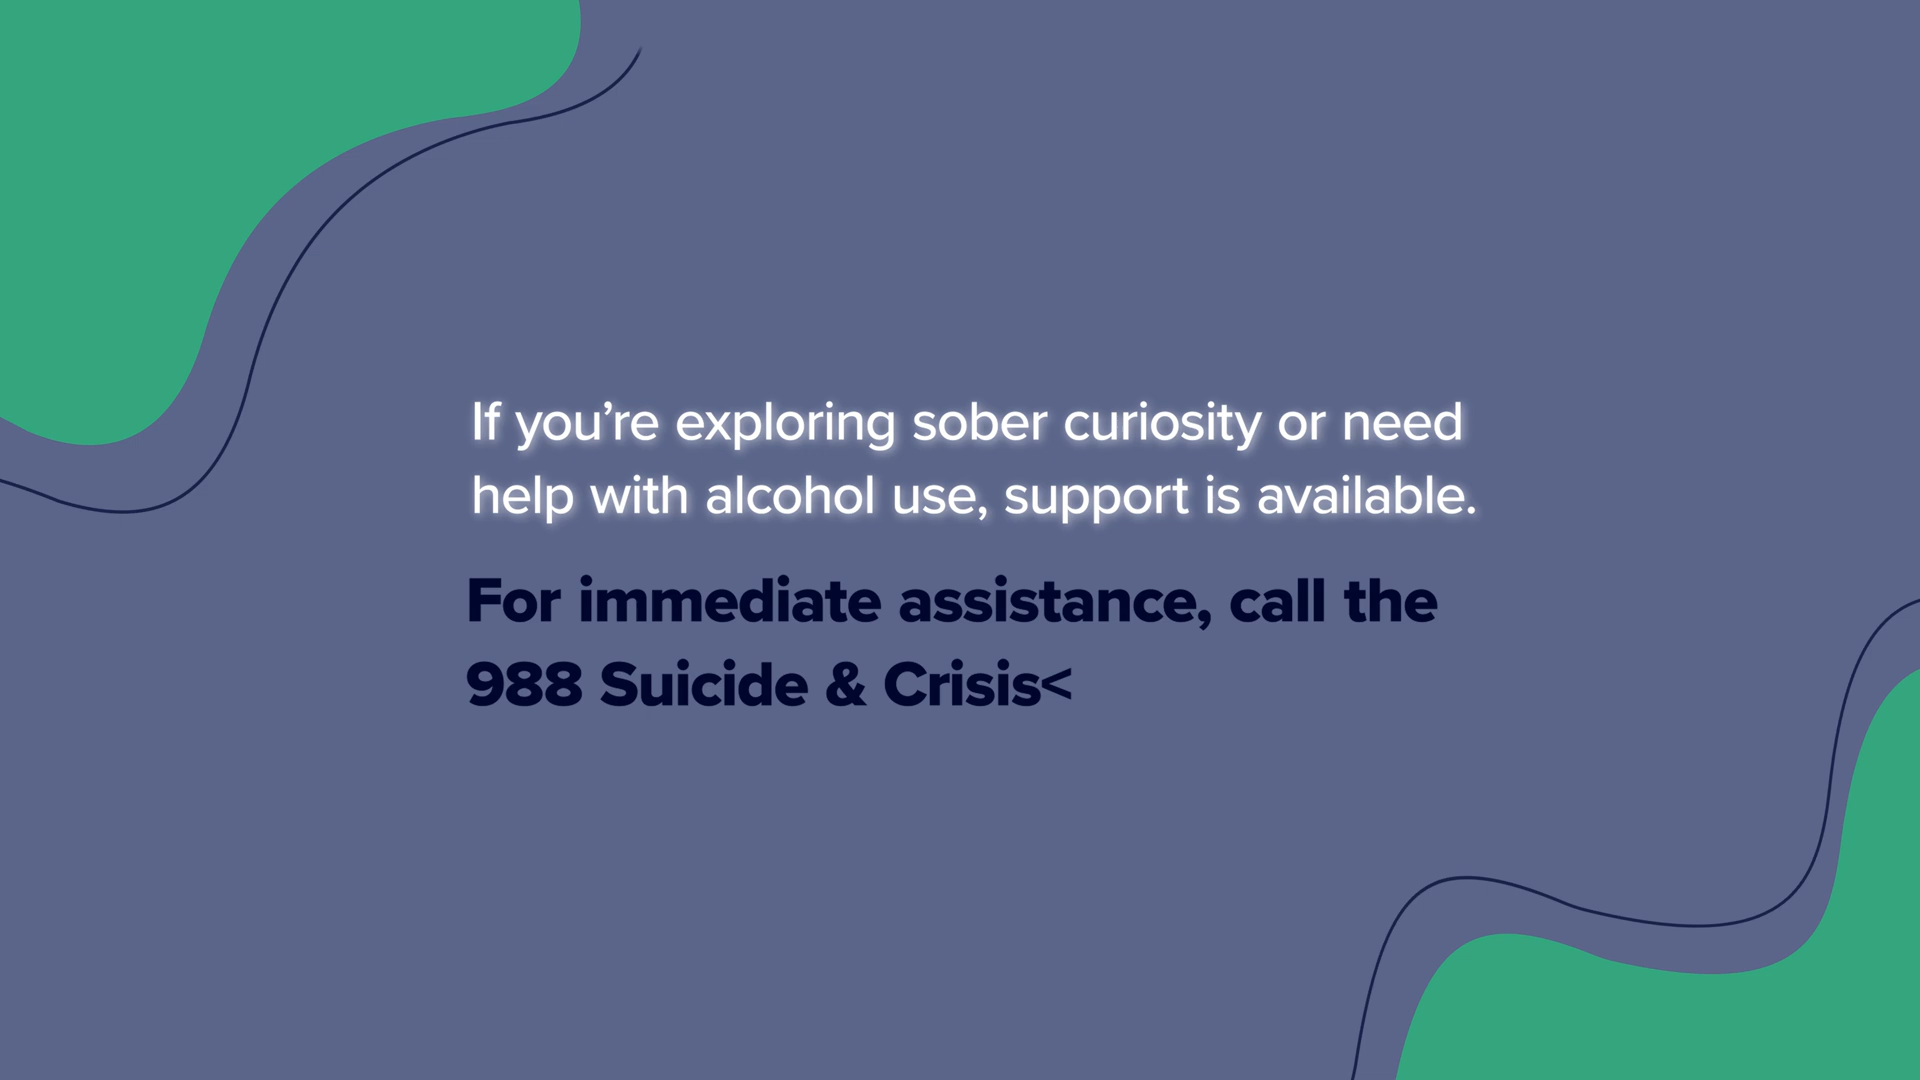 If you’re exploring sober curiosity or need
help with alcohol use, support is available.
For immediate assistance, call the
988 Suicide & Crisis<